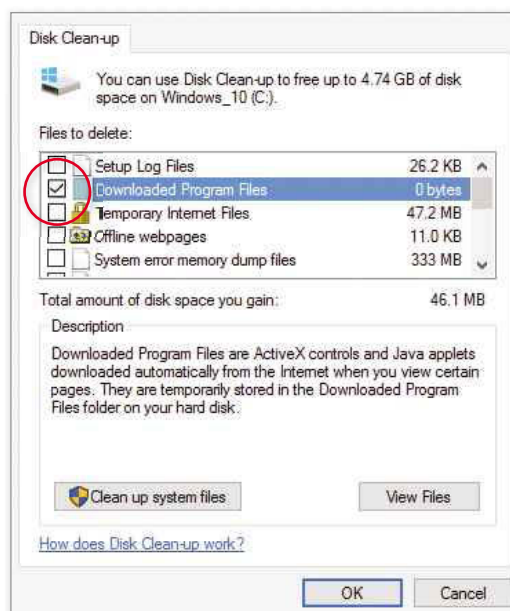 Disk Clean-up
You can use Disk Clean-up to free up to 4.74 GB of disk
space on Windows_10 (C:).
Files to delete:
Setup Log Files 26.2 KB
Downloaded Program Files 0 bytes
Temporary Internet Files 47.2 MB
Offline webpages 11.0 KB
System error memory dump files 333 MB
Total amount of disk space you gain: 46.1 MB
Description
Downloaded Program Files are ActiveX controls and Java applets
downloaded automatically from the Internet when you view certain
pages. They are temporarily stored in the Downloaded Program
Files folder on your hard disk.
Clean up system files View Files
How does Disk Clean-up work?
OK Cancel